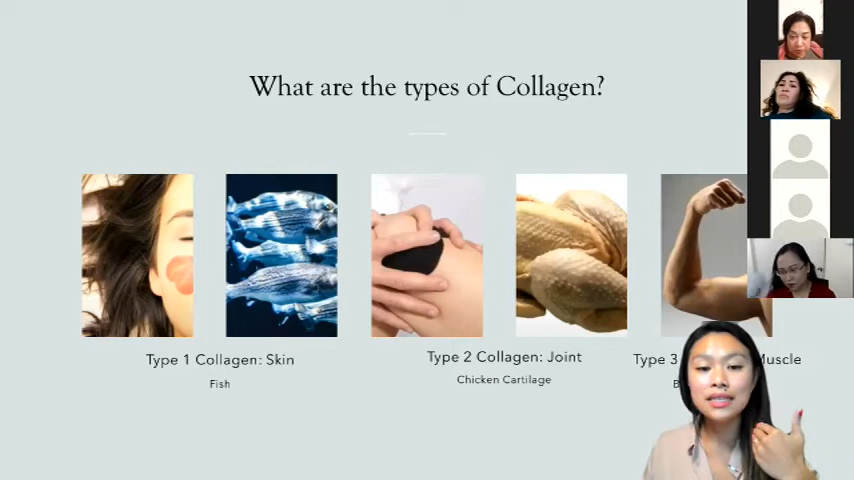 What are the types of Collagen?
Type 1 Collagen: Skin
Fish
Type 2 Collagen: Joint
Chicken Cartilage
Type 3
Muscle